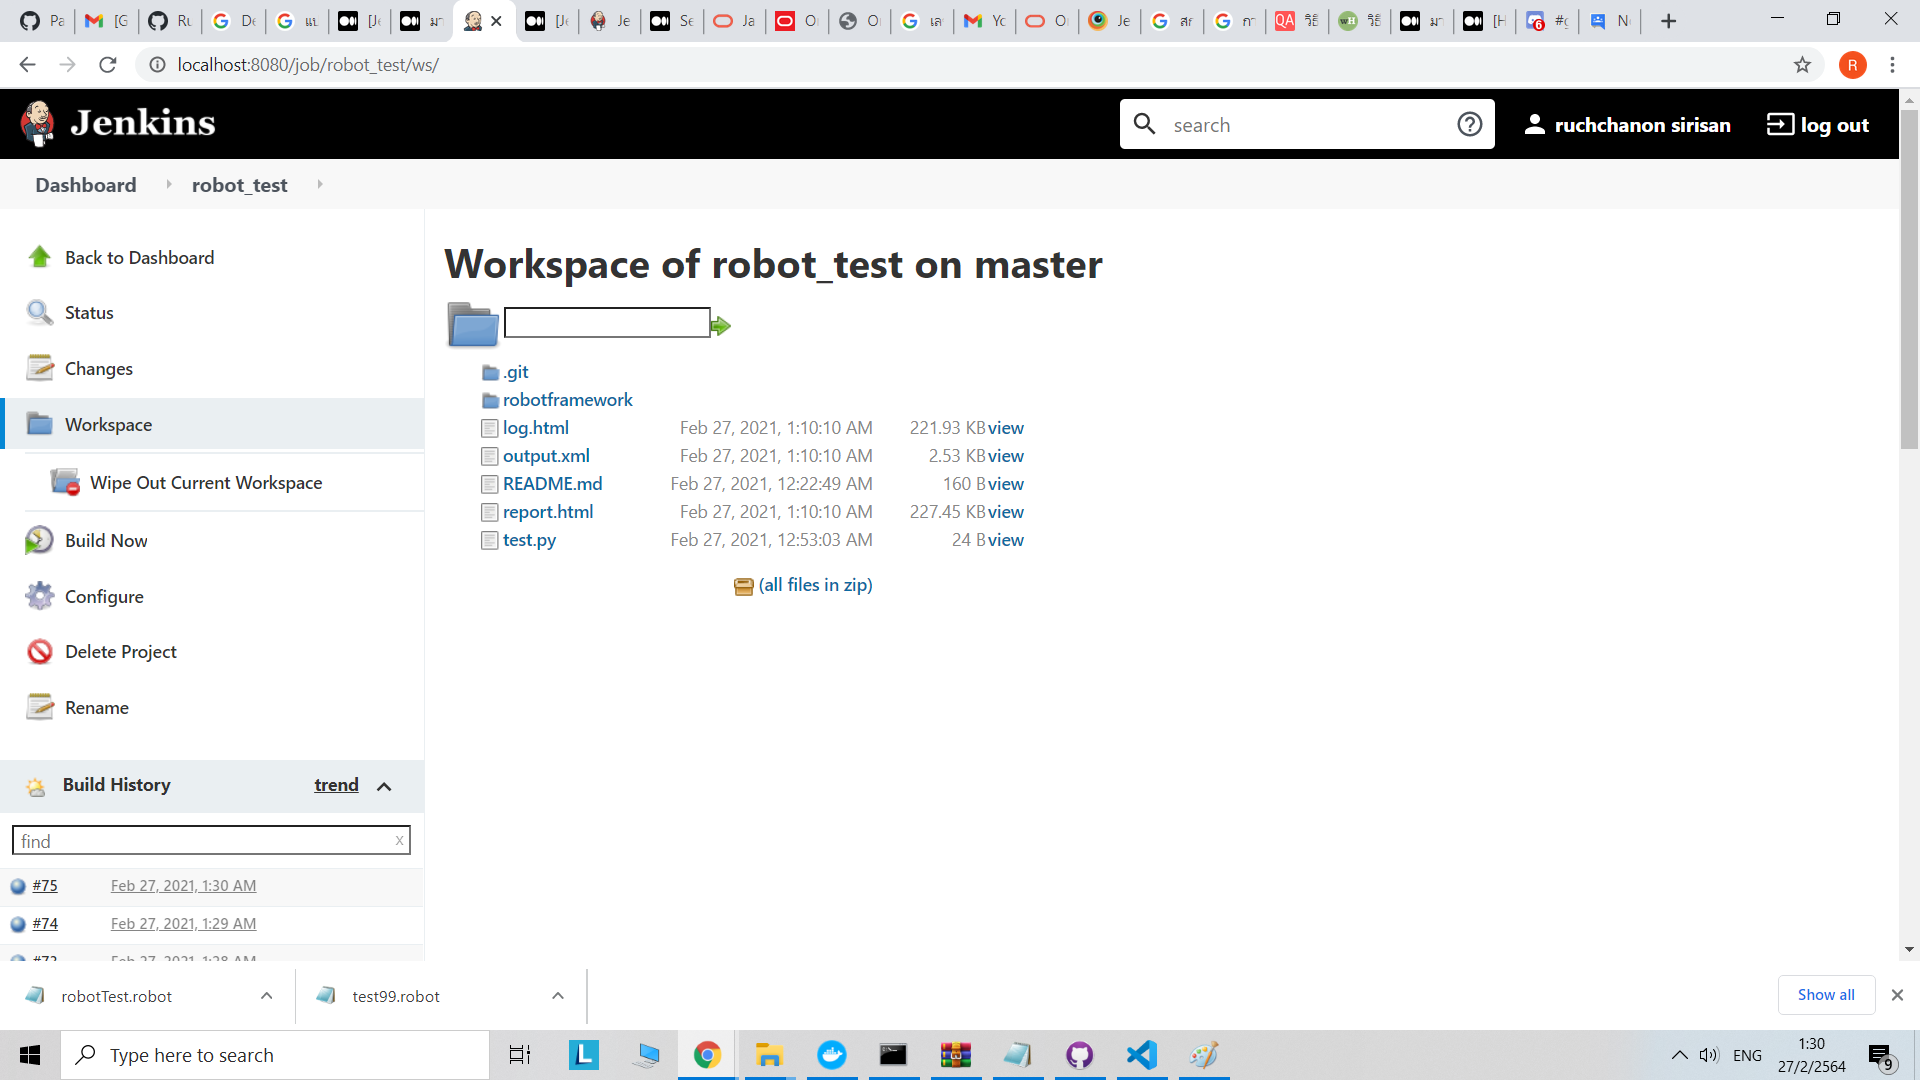 localhost:8080/job/robot_test/ws/
R
Jenkins
search
ruchchanon sirisan
log out
Dashboard
robot_test
Back to Dashboard
Status
Changes
Workspace
Wipe Out Current Workspace
Build Now
Configure
Delete Project
Rename
Build History trend
find x
#75 Feb 27, 2021, 1:30 AM
#74 Feb 27, 2021, 1:29 AM
Workspace of robot_test on master
.git
robotframework
log.html Feb 27, 2021, 1:10:10 AM 221.93 KB view
output.xml Feb 27, 2021, 1:10:10 AM 2.53 KB view
README.md Feb 27, 2021, 12:22:49 AM 160 B view
report.html Feb 27, 2021, 1:10:10 AM 227.45 KB view
test.py Feb 27, 2021, 12:53:03 AM 24 B view
(all files in zip)
robotTest.robot
test99.robot
Show all
Type here to search
L
ENG
1:30
27/2/2564
9